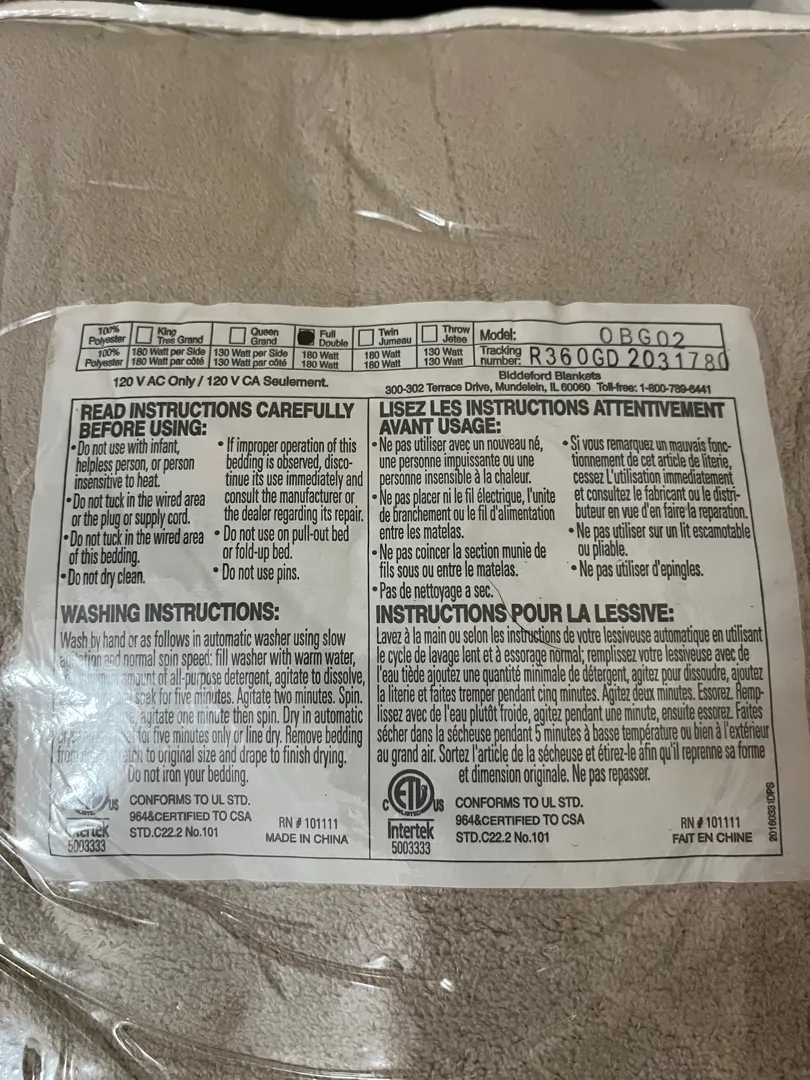 100% Polyester King Tres Grand Queen Grand Full Double Twin Jumeau Throw Jetee Model: OBG02
100% Polyester 180 Watt per Side 180 Watt par côté 130 Watt per Side 130 Watt par côté 180 Watt 180 Watt 180 Watt 180 Watt 130 Watt 130 Watt Tracking number: R360GD 2031780
120 V AC Only / 120 V CA Seulement.
Biddeford Blankets
300-302 Terrace Drive, Mundelein, IL 60060 Toll-free: 1-800-789-6441
READ INSTRUCTIONS CAREFULLY
BEFORE USING:
• Do not use with infant,
helpless person, or person
insensitive to heat.
• Do not tuck in the wired area
or the plug or supply cord.
• Do not tuck in the wired area
of this bedding.
• Do not dry clean.
• If improper operation of this
bedding is observed, disco-
tinue its use immediately and
consult the manufacturer or
the dealer regarding its repair.
• Do not use on pull-out bed
or fold-up bed.
• Do not use pins.
WASHING INSTRUCTIONS:
Wash by hand or as follows in automatic washer using slow
agitation and normal spin speed: fill washer with warm water,
amount of all-purpose detergent, agitate to dissolve,
soak for five minutes. Agitate two minutes. Spin.
agitate one minute then spin. Dry in automatic
for five minutes only or line dry. Remove bedding
from to original size and drape to finish drying.
Do not iron your bedding.
US
Intertek
5003333
CONFORMS TO UL STD.
964&CERTIFIED TO CSA
STD.C22.2 No.101
RN # 101111
MADE IN CHINA
LISEZ LES INSTRUCTIONS ATTENTIVEMENT
AVANT USAGE:
• Ne pas utiliser avec un nouveau né,
une personne impuissante ou une
personne insensible à la chaleur.
• Ne pas placer ni le fil électrique, l'unite
de branchement ou le fil d'alimentation
entre les matelas.
• Ne pas coincer la section munie de
fils sous ou entre le matelas.
• Pas de nettoyage a sec.
• Si vous remarquez un mauvais fonc-
tionnement de cet article de literie,
cessez L'utilisation immediatement
et consultez le fabricant ou le distri-
buteur en vue d'en faire la reparation.
• Ne pas utiliser sur un lit escamotable
ou pliable.
• Ne pas utiliser d'epingles.
INSTRUCTIONS POUR LA LESSIVE:
Lavez à la main ou selon les instructions de votre lessiveuse automatique en utilisant
le cycle de lavage lent et à essorage normal; remplissez votre lessiveuse avec de
l'eau tiède ajoutez une quantité minimale de détergent, agitez pour dissoudre, ajoutez
la literie et faites tremper pendant cinq minutes. Agitez deux minutes. Essorez. Remp-
lissez avec de l'eau plutôt froide, agitez pendant une minute, ensuite essorez. Faites
sécher dans la sécheuse pendant 5 minutes à basse température ou bien à l'extérieur
au grand air. Sortez l'article de la sécheuse et étirez-le afin qu'il reprenne sa forme
et dimension originale. Ne pas repasser.
C ETL US
LISTED
Intertek
5003333
CONFORMS TO UL STD.
964&CERTIFIED TO CSA
STD.C22.2 No.101
RN # 101111
FAIT EN CHINE
20160331DPS